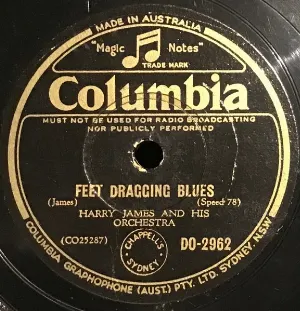 MADE IN AUSTRALIA
"Magic Notes"
TRADE MARK
Columbia
MUST NOT BE USED FOR RADIO BROADCASTING
NOR PUBLICLY PERFORMED
FEET DRAGGING BLUES
(James) (Speed 78)
HARRY JAMES AND HIS
ORCHESTRA
(CO25287) DO-2962
CHAPPELLS
SYDNEY
COLUMBIA GRAPHOPHONE (AUST.) PTY. LTD. SYDNEY. N.S.W.